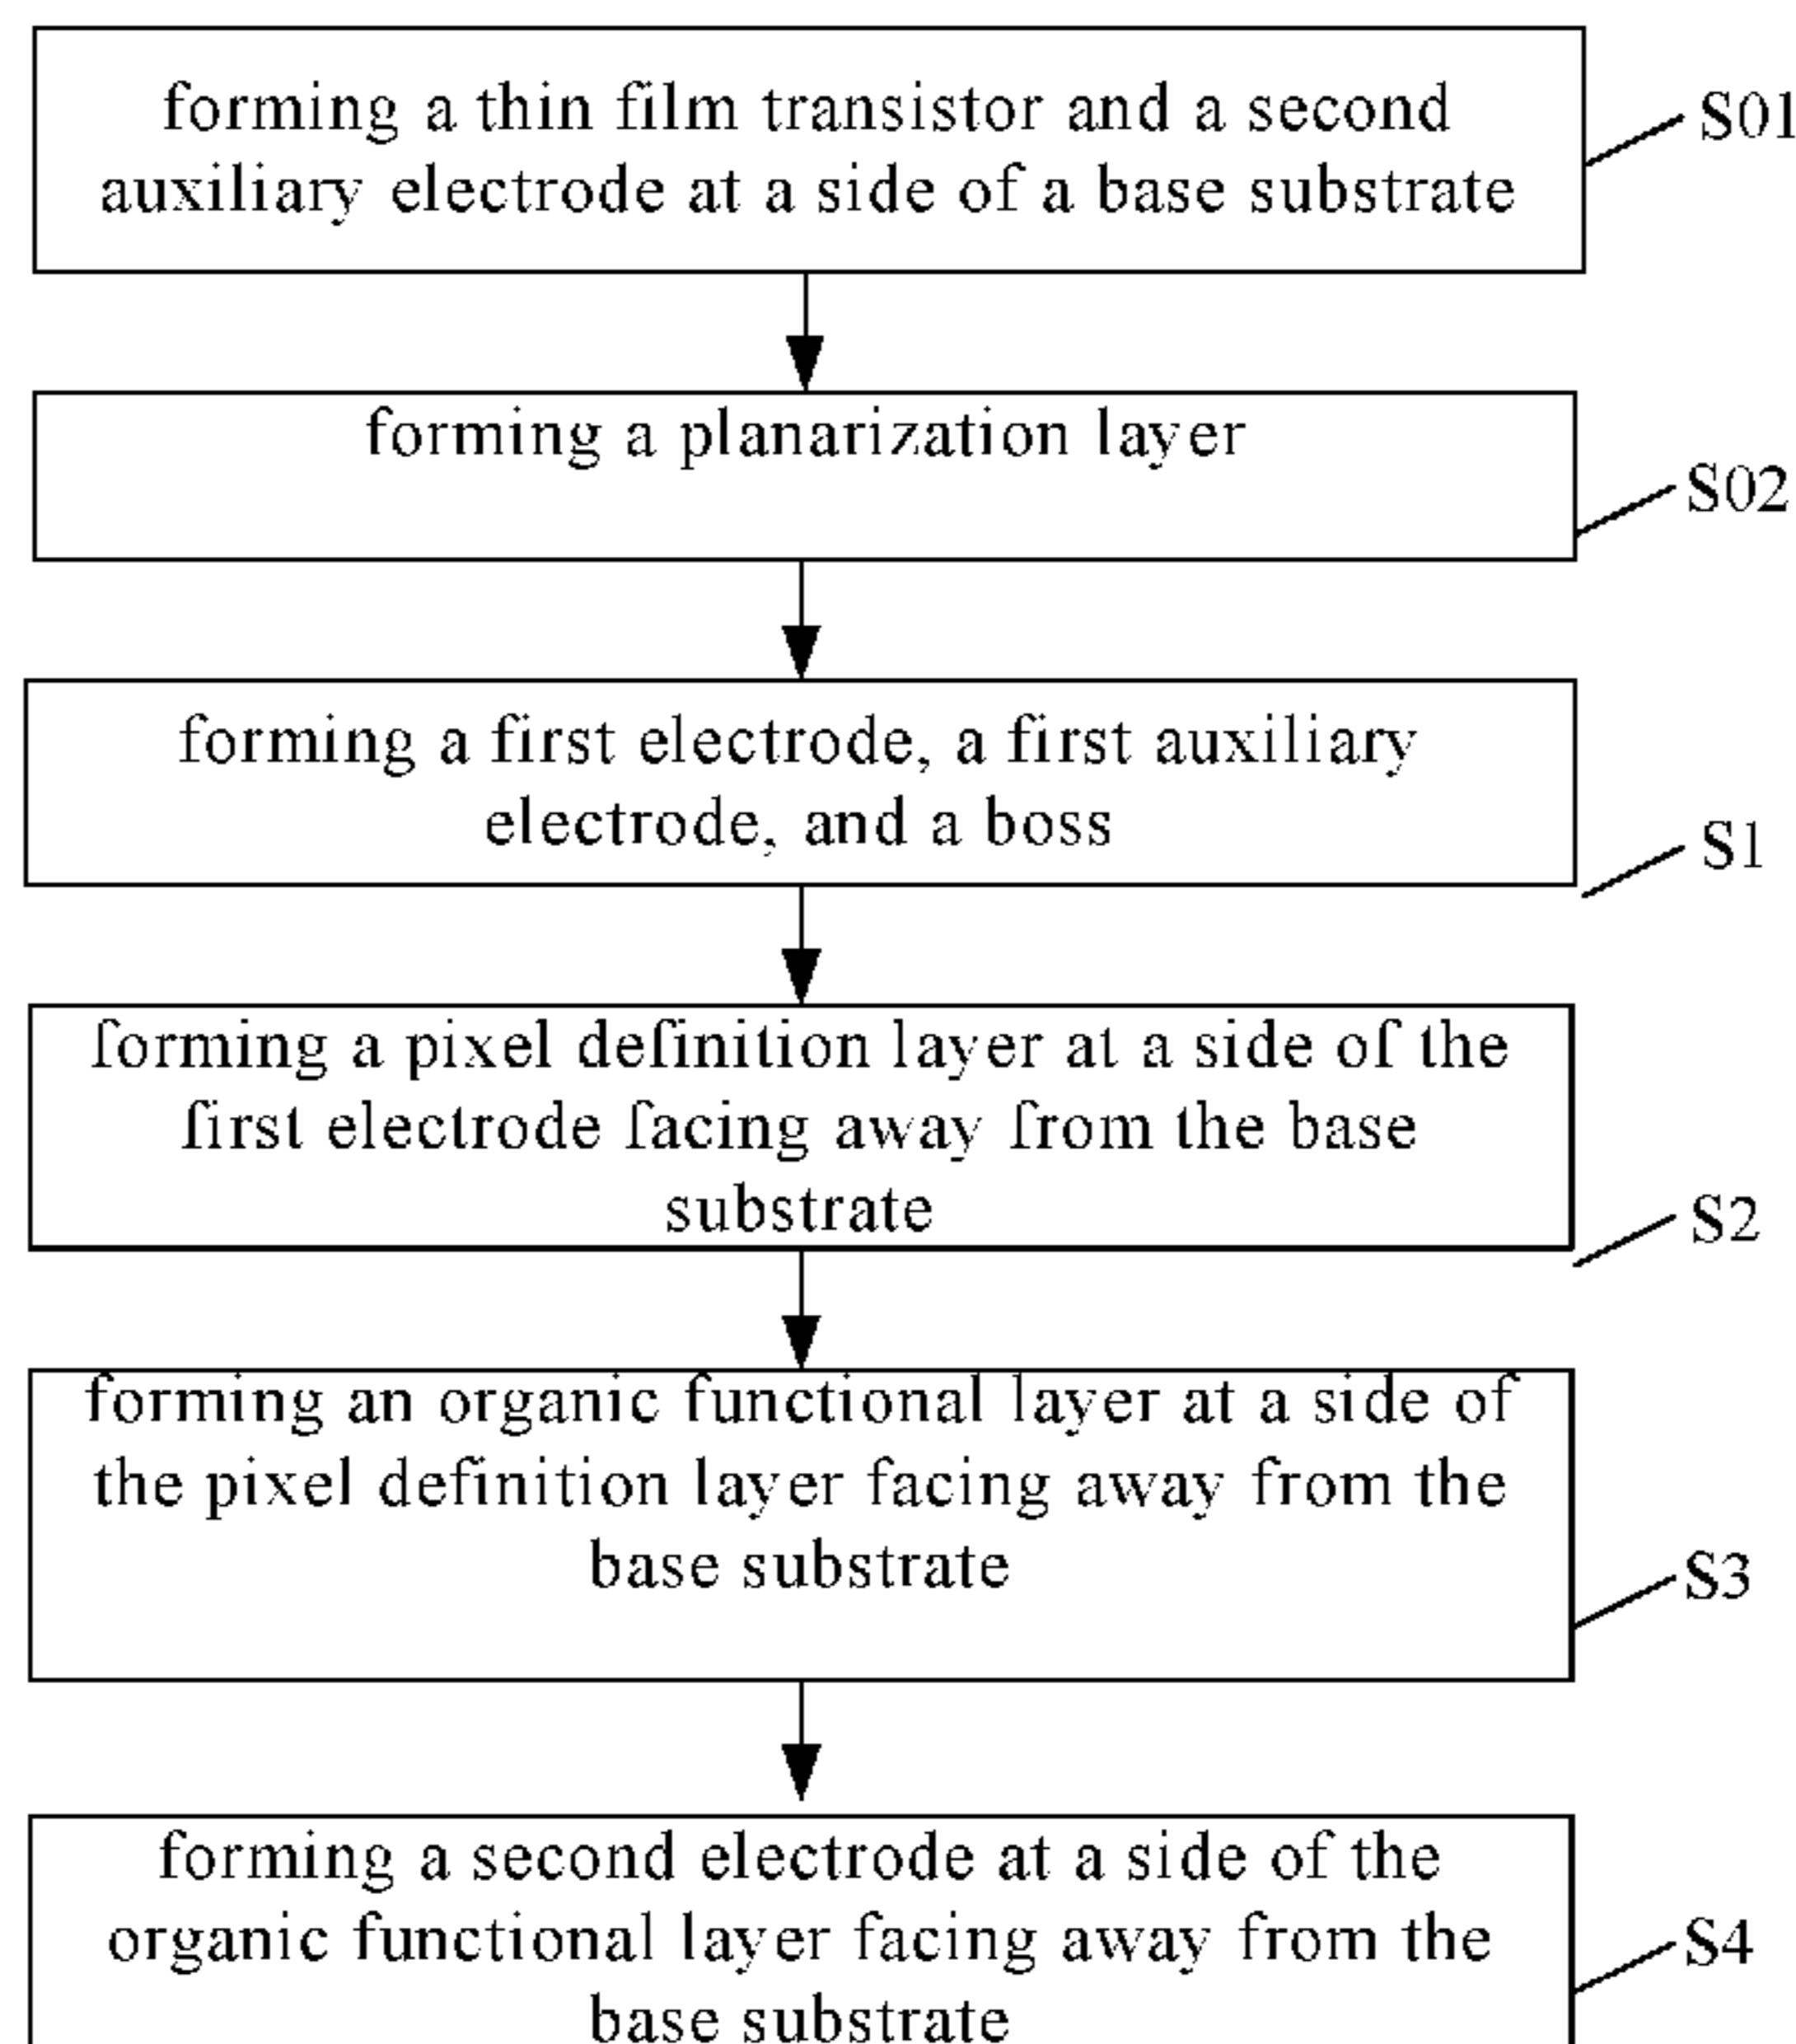 forming a thin film transistor and a second
auxiliary electrode at a side of a base substrate
S01
forming a planarization layer
S02
forming a first electrode, a first auxiliary
electrode, and a boss
S1
forming a pixel definition layer at a side of the
first electrode facing away from the base
substrate
S2
forming an organic functional layer at a side of
the pixel definition layer facing away from the
base substrate
S3
forming a second electrode at a side of the
organic functional layer facing away from the
base substrate
S4